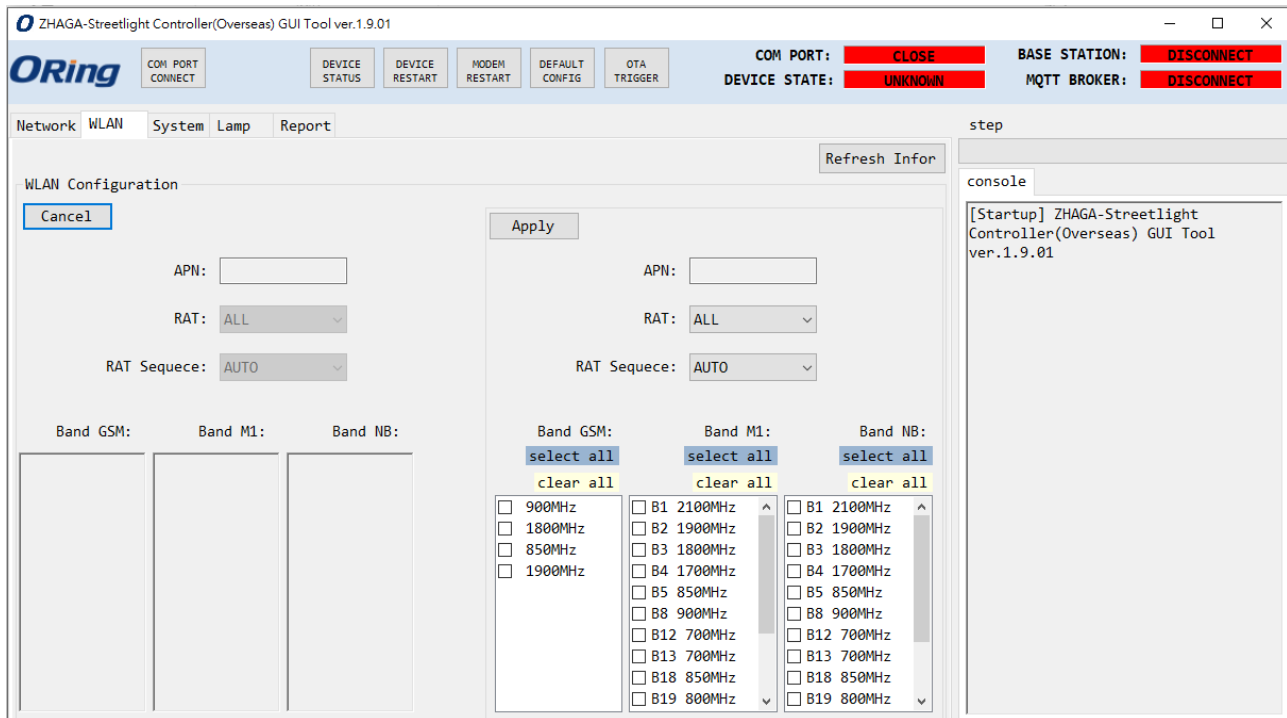 ZHAGA-Streetlight Controller(Overseas) GUI Tool ver.1.9.01
ORing
COM PORT
CONNECT
DEVICE
STATUS
DEVICE
RESTART
MODEM
RESTART
DEFAULT
CONFIG
OTA
TRIGGER
COM PORT: CLOSE
DEVICE STATE: UNKNOWN
BASE STATION: DISCONNECT
MQTT BROKER: DISCONNECT
Network WLAN System Lamp Report
Refresh Infor
WLAN Configuration
Cancel
APN:
RAT: ALL
RAT Sequece: AUTO
Band GSM: Band M1: Band NB:
Apply
APN:
RAT: ALL
RAT Sequece: AUTO
Band GSM: Band M1: Band NB:
select all select all select all
clear all clear all clear all
900MHz B1 2100MHz B1 2100MHz
1800MHz B2 1900MHz B2 1900MHz
850MHz B3 1800MHz B3 1800MHz
1900MHz B4 1700MHz B4 1700MHz
B5 850MHz B5 850MHz
B8 900MHz B8 900MHz
B12 700MHz B12 700MHz
B13 700MHz B13 700MHz
B18 850MHz B18 850MHz
B19 800MHz B19 800MHz
step
console
[Startup] ZHAGA-Streetlight
Controller(Overseas) GUI Tool
ver.1.9.01